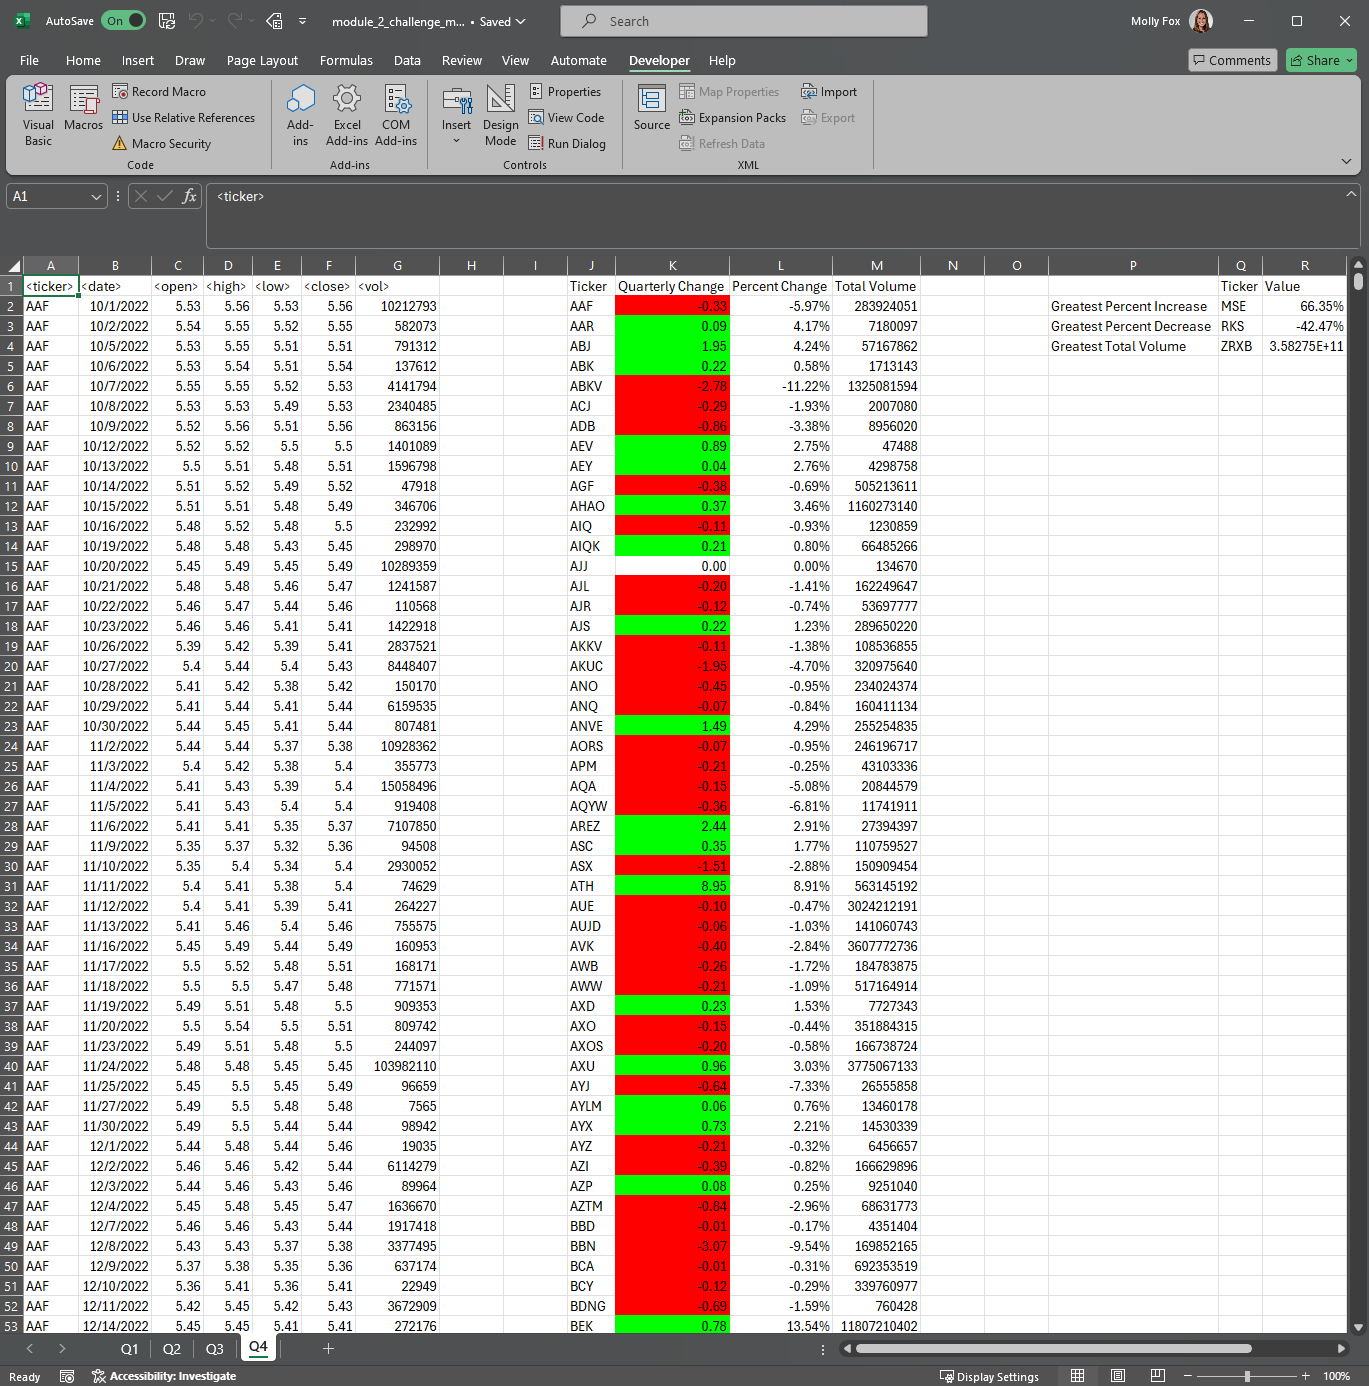 AutoSave On module_2_challenge_m... • Saved Search Molly Fox
File Home Insert Draw Page Layout Formulas Data Review View Automate Developer Help Comments Share
Visual Basic Macros Record Macro Use Relative References Macro Security Code
Add-ins Excel Add-ins COM Add-ins Add-ins
Insert Design Mode Properties View Code Run Dialog Controls
Source Map Properties Expansion Packs Refresh Data Import Export XML
A1 fx <ticker>
A B C D E F G H I J K L M N O P Q R
1 <ticker> <date> <open> <high> <low> <close> <vol> Ticker Quarterly Change Percent Change Total Volume Ticker Value
2 AAF 10/1/2022 5.53 5.56 5.53 5.56 10212793 AAF -0.33 -5.97% 283924051 Greatest Percent Increase MSE 66.35%
3 AAF 10/2/2022 5.54 5.55 5.52 5.55 582073 AAR 0.09 4.17% 7180097 Greatest Percent Decrease RKS -42.47%
4 AAF 10/5/2022 5.53 5.55 5.51 5.51 791312 ABJ 1.95 4.24% 57167862 Greatest Total Volume ZRXB 3.58275E+11
5 AAF 10/6/2022 5.53 5.54 5.51 5.54 137612 ABK 0.22 0.58% 1713143
6 AAF 10/7/2022 5.55 5.55 5.52 5.53 4141794 ABKV -2.78 -11.22% 1325081594
7 AAF 10/8/2022 5.53 5.53 5.49 5.53 2340485 ACJ -0.29 -1.93% 2007080
8 AAF 10/9/2022 5.52 5.56 5.51 5.56 863156 ADB -0.86 -3.38% 8956020
9 AAF 10/12/2022 5.52 5.52 5.5 5.5 1401089 AEV 0.89 2.75% 47488
10 AAF 10/13/2022 5.5 5.51 5.48 5.51 1596798 AEY 0.04 2.76% 4298758
11 AAF 10/14/2022 5.51 5.52 5.49 5.52 47918 AGF -0.38 -0.69% 505213611
12 AAF 10/15/2022 5.51 5.51 5.48 5.49 346706 AHAO 0.37 3.46% 1160273140
13 AAF 10/16/2022 5.48 5.52 5.48 5.5 232992 AIQ -0.11 -0.93% 1230859
14 AAF 10/19/2022 5.48 5.48 5.43 5.45 298970 AIQK 0.21 0.80% 66485266
15 AAF 10/20/2022 5.45 5.49 5.45 5.49 10289359 AJJ 0.00 0.00% 134670
16 AAF 10/21/2022 5.48 5.48 5.46 5.47 1241587 AJL -0.20 -1.41% 162249647
17 AAF 10/22/2022 5.46 5.47 5.44 5.46 110568 AJR -0.12 -0.74% 53697777
18 AAF 10/23/2022 5.46 5.46 5.41 5.41 1422918 AJS 0.22 1.23% 289650220
19 AAF 10/26/2022 5.39 5.42 5.39 5.41 2837521 AKKV -0.11 -1.38% 108536855
20 AAF 10/27/2022 5.4 5.44 5.4 5.43 8448407 AKUC -1.95 -4.70% 320975640
21 AAF 10/28/2022 5.41 5.42 5.38 5.42 150170 ANO -0.45 -0.95% 234024374
22 AAF 10/29/2022 5.41 5.44 5.41 5.44 6159535 ANQ -0.07 -0.84% 160411134
23 AAF 10/30/2022 5.44 5.45 5.41 5.44 807481 ANVE 1.49 4.29% 255254835
24 AAF 11/2/2022 5.44 5.44 5.37 5.38 10928362 AORS -0.07 -0.95% 246196717
25 AAF 11/3/2022 5.4 5.42 5.38 5.4 355773 APM -0.21 -0.25% 43103336
26 AAF 11/4/2022 5.41 5.43 5.39 5.4 15058496 AQA -0.15 -5.08% 20844579
27 AAF 11/5/2022 5.41 5.43 5.4 5.4 919408 AQYW -0.36 -6.81% 11741911
28 AAF 11/6/2022 5.41 5.41 5.35 5.37 7107850 AREZ 2.44 2.91% 27394397
29 AAF 11/9/2022 5.35 5.37 5.32 5.36 94508 ASC 0.35 1.77% 110759527
30 AAF 11/10/2022 5.35 5.4 5.34 5.4 2930052 ASX -1.51 -2.88% 150909454
31 AAF 11/11/2022 5.4 5.41 5.38 5.4 74629 ATH 8.95 8.91% 563145192
32 AAF 11/12/2022 5.4 5.41 5.39 5.41 264227 AUE -0.10 -0.47% 3024212191
33 AAF 11/13/2022 5.41 5.46 5.4 5.46 755575 AUJD -0.06 -1.03% 141060743
34 AAF 11/16/2022 5.45 5.49 5.44 5.49 160953 AVK -0.40 -2.84% 3607772736
35 AAF 11/17/2022 5.5 5.52 5.48 5.51 168171 AWB -0.26 -1.72% 184783875
36 AAF 11/18/2022 5.5 5.5 5.47 5.48 771571 AWW -0.21 -1.09% 517164914
37 AAF 11/19/2022 5.49 5.51 5.48 5.5 909353 AXD 0.23 1.53% 7727343
38 AAF 11/20/2022 5.5 5.54 5.5 5.51 809742 AXO -0.15 -0.44% 351884315
39 AAF 11/23/2022 5.49 5.51 5.48 5.5 244097 AXOS -0.20 -0.58% 166738724
40 AAF 11/24/2022 5.48 5.48 5.45 5.45 103982110 AXU 0.96 3.03% 3775067133
41 AAF 11/25/2022 5.45 5.5 5.45 5.49 96659 AYJ -0.64 -7.33% 26555858
42 AAF 11/27/2022 5.49 5.5 5.48 5.48 7565 AYLM 0.06 0.76% 13460178
43 AAF 11/30/2022 5.49 5.5 5.44 5.44 98942 AYX 0.73 2.21% 14530339
44 AAF 12/1/2022 5.44 5.48 5.44 5.46 19035 AYZ -0.21 -0.32% 6456657
45 AAF 12/2/2022 5.46 5.46 5.42 5.44 6114279 AZI -0.39 -0.82% 166629896
46 AAF 12/3/2022 5.44 5.46 5.43 5.46 89964 AZP 0.08 0.25% 9251040
47 AAF 12/4/2022 5.45 5.48 5.45 5.47 1636670 AZTM -0.84 -2.96% 68631773
48 AAF 12/7/2022 5.46 5.46 5.43 5.44 1917418 BBD -0.01 -0.17% 4351404
49 AAF 12/8/2022 5.43 5.43 5.37 5.38 3377495 BBN -3.07 -9.54% 169852165
50 AAF 12/9/2022 5.37 5.38 5.35 5.36 637174 BCA -0.01 -0.31% 692353519
51 AAF 12/10/2022 5.36 5.41 5.36 5.41 22949 BCY -0.12 -0.29% 339760977
52 AAF 12/11/2022 5.42 5.45 5.42 5.43 3672909 BDNG -0.69 -1.59% 760428
53 AAF 12/14/2022 5.45 5.45 5.41 5.41 272176 BEK 0.78 13.54% 11807210402
Q1 Q2 Q3 Q4
Ready Accessibility: Investigate Display Settings 100%